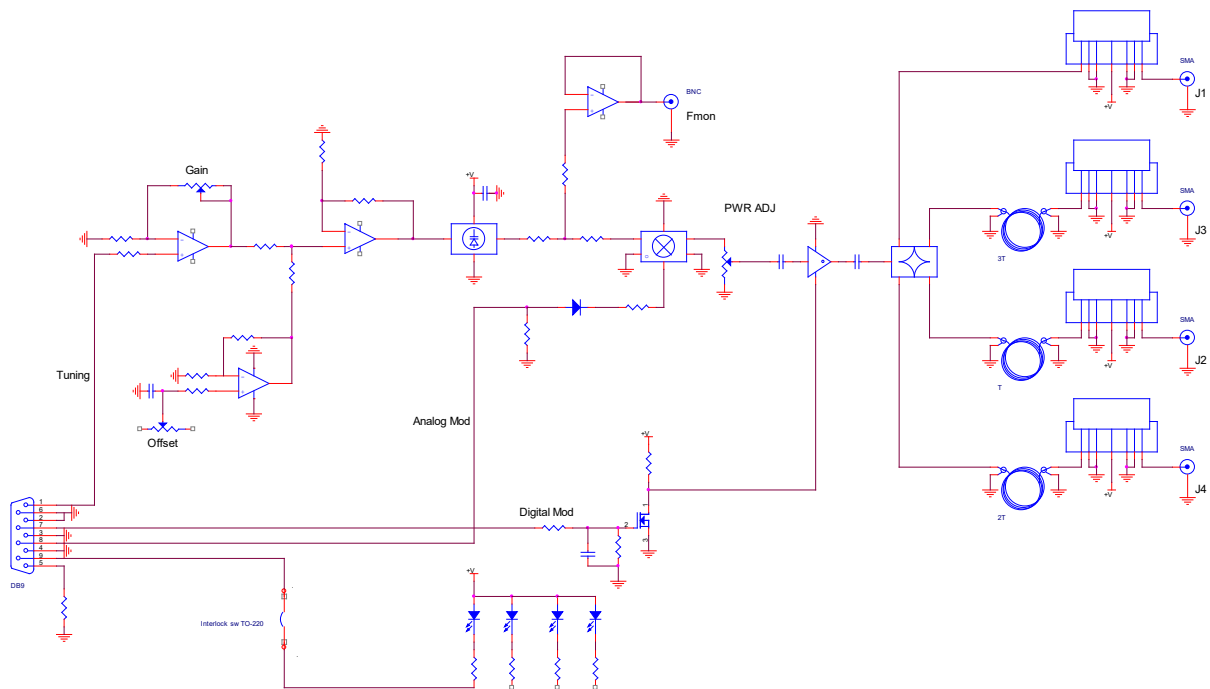 SMA
J1
+V
BNC
Fmon
SMA
J3
+V
3T
Gain
+V
PWR ADJ
SMA
J2
+V
T
Tuning
Offset
Analog Mod
SMA
J4
+V
2T
+V
1
2
3
Digital Mod
1
6
2
7
3
8
4
9
5
DB9
+V
Interlock sw TO-220